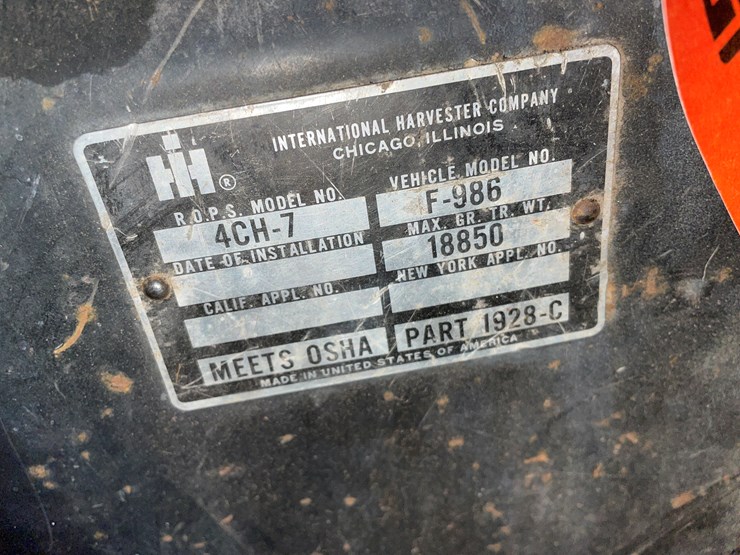 INTERNATIONAL HARVESTER COMPANY
CHICAGO, ILLINOIS
IH ®
R.O.P.S. MODEL NO. VEHICLE MODEL NO.
4CH-7 F-986
DATE OF INSTALLATION MAX. GR. TR. WT.
18850
CALIF. APPL. NO. NEW YORK APPL. NO.
MEETS OSHA PART 1928-C
MADE IN UNITED STATES OF AMERICA